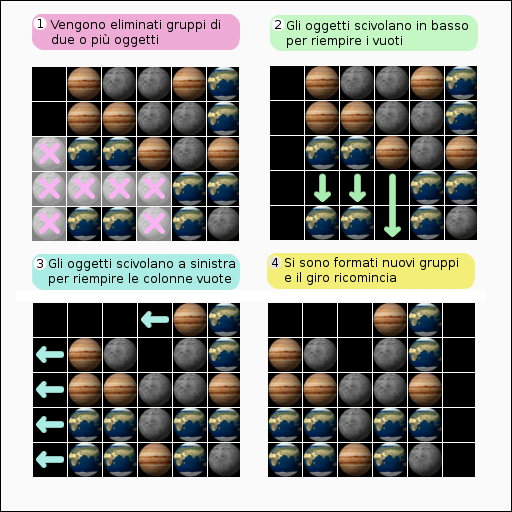 1 Vengono eliminati gruppi di
due o più oggetti
2 Gli oggetti scivolano in basso
per riempire i vuoti
3 Gli oggetti scivolano a sinistra
per riempire le colonne vuote
4 Si sono formati nuovi gruppi
e il giro ricomincia